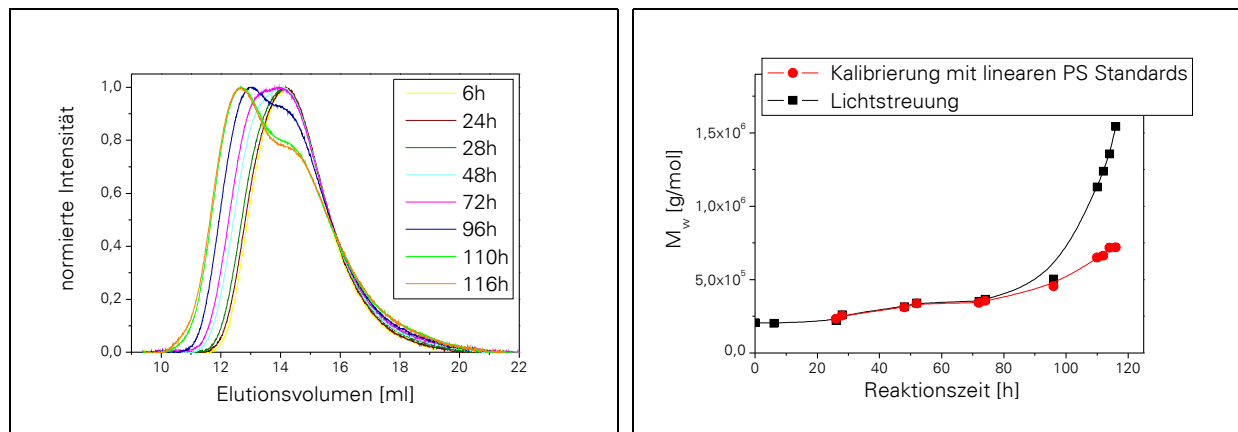 1,0
0,8
0,6
0,4
0,2
0,0
normierte Intensität
10 12 14 16 18 20 22
Elutionsvolumen [ml]
6h
24h
28h
48h
72h
96h
110h
116h
Kalibrierung mit linearen PS Standards
Lichtstreuung
1,5x10⁶
1,0x10⁶
5,0x10⁵
0,0
M_w [g/mol]
0 20 40 60 80 100 120
Reaktionszeit [h]